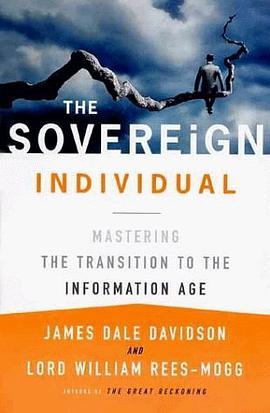 THE
SOVEREiGN
INDIVIDUAL
MASTERING
THE TRANSITION TO THE
INFORMATION AGE
JAMES DALE DAVIDSON
AND
LORD WILLIAM REES-MOGG
AUTHORS OF THE GREAT RECKONING